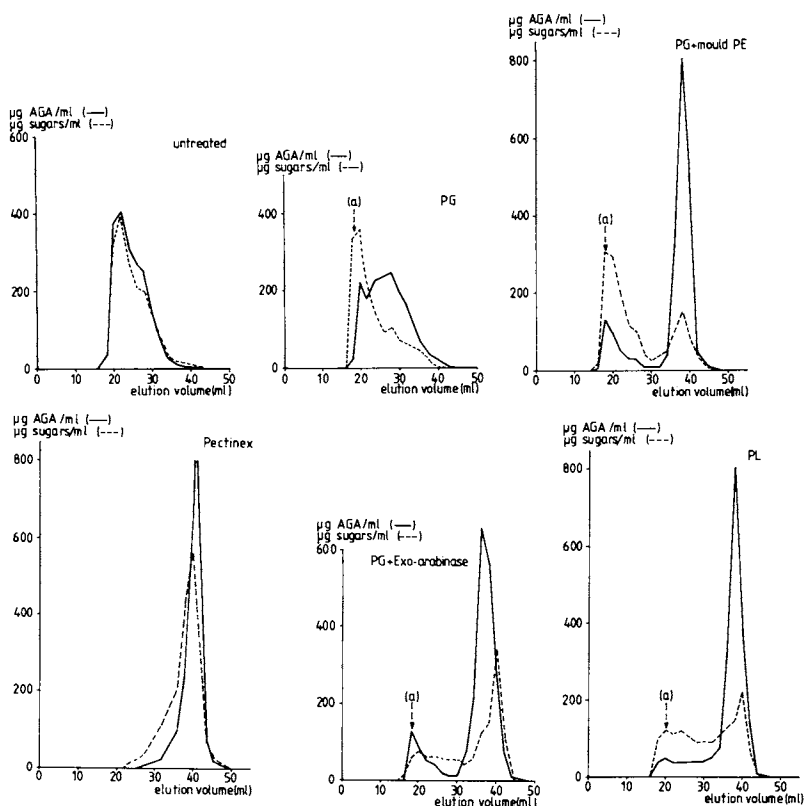 µg AGA/ml (—)
µg sugars/ml (---)
untreated
600
400
200
0
0 10 20 30 40 50
elution volume(ml)
µg AGA/ml (—)
µg sugars/ml (---)
PG
(a)
400
200
0
0 10 20 30 40 50
elution volume(ml)
µg AGA/ml (—)
µg sugars/ml (---)
PG+mould PE
800
600
(a)
400
200
0
0 10 20 30 40 50
elution volume(ml)
µg AGA/ml (—)
µg sugars/ml (---)
Pectinex
800
600
400
200
0
0 10 20 30 40 50
elution volume(ml)
µg AGA/ml (—)
µg sugars/ml (---)
600
PG+Exo-arabinase
400
(a)
200
0
0 10 20 30 40 50
elution volume(ml)
µg AGA/ml (—)
µg sugars/ml (---)
PL
800
600
400
200
(a)
0
0 10 20 30 40 50
elution volume(ml)